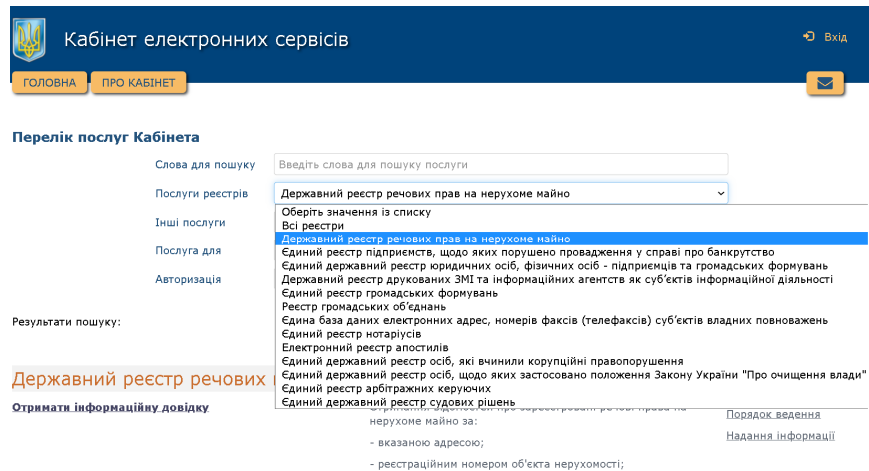 Кабінет електронних сервісів
Вхід
ГОЛОВНА
ПРО КАБІНЕТ
Перелік послуг Кабінета
Слова для пошуку
Введіть слова для пошуку послуги
Послуги реєстрів
Державний реєстр речових прав на нерухоме майно
Інші послуги
Послуга для
Авторизація
Оберіть значення із списку
Всі реєстри
Державний реєстр речових прав на нерухоме майно
Єдиний реєстр підприємств, щодо яких порушено провадження у справі про банкрутство
Єдиний державний реєстр юридичних осіб, фізичних осіб - підприємців та громадських формувань
Державний реєстр друкованих ЗМІ та інформаційних агентств як суб’єктів інформаційної діяльності
Єдиний реєстр громадських формувань
Реєстр громадських об’єднань
Єдина база даних електронних адрес, номерів факсів (телефаксів) суб’єктів владних повноважень
Єдиний реєстр нотаріусів
Електронний реєстр апостилів
Єдиний державний реєстр осіб, які вчинили корупційні правопорушення
Єдиний державний реєстр осіб, щодо яких застосовано положення Закону України "Про очищення влади"
Єдиний реєстр арбітражних керуючих
Єдиний державний реєстр судових рішень
Результати пошуку:
Державний реєстр речових
Отримати інформаційну довідку
Отримання відомостей про зареєстровані речові права на
нерухоме майно за:
- вказаною адресою;
- реєстраційним номером об'єкта нерухомості;
Порядок ведення
Надання інформації